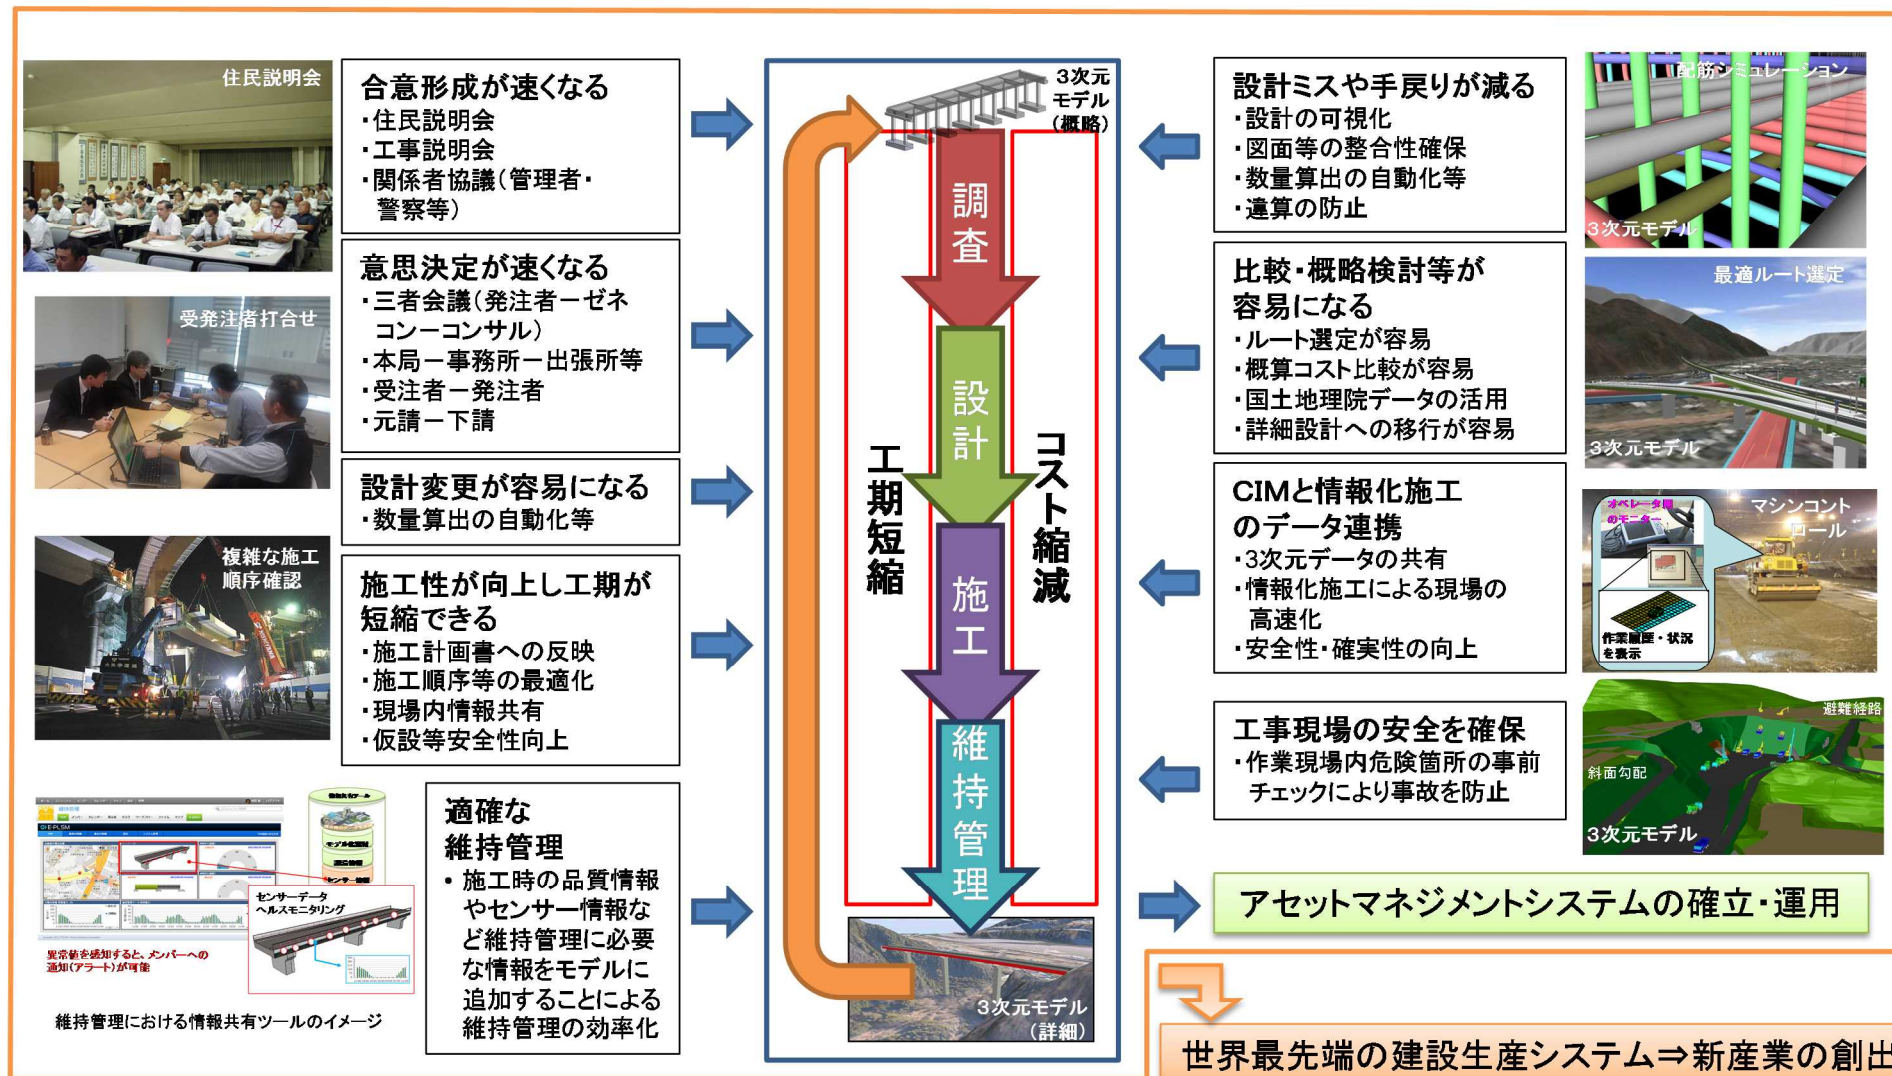 住民説明会
合意形成が速くなる
・住民説明会
・工事説明会
・関係者協議(管理者・
警察等)
意思決定が速くなる
・三者会議(発注者ーゼネ
コンーコンサル)
・本局ー事務所ー出張所等
・受注者ー発注者
・元請ー下請
受発注者打合せ
設計変更が容易になる
・数量算出の自動化等
複雑な施工
順序確認
施工性が向上し工期が
短縮できる
・施工計画書への反映
・施工順序等の最適化
・現場内情報共有
・仮設等安全性向上
適確な
維持管理
• 施工時の品質情報
やセンサー情報な
ど維持管理に必要
な情報をモデルに
追加することによる
維持管理の効率化
センサーデータ
ヘルスモニタリング
異常値を感知すると、メンバーへの
通知(アラート)が可能
維持管理における情報共有ツールのイメージ
3次元
モデル
(概略)
調査
設計
施工
維持管理
工期短縮
コスト縮減
3次元モデル
(詳細)
設計ミスや手戻りが減る
・設計の可視化
・図面等の整合性確保
・数量算出の自動化等
・違算の防止
配筋シミュレーション
3次元モデル
比較・概略検討等が
容易になる
・ルート選定が容易
・概算コスト比較が容易
・国土地理院データの活用
・詳細設計への移行が容易
最適ルート選定
3次元モデル
CIMと情報化施工
のデータ連携
・3次元データの共有
・情報化施工による現場の
高速化
・安全性・確実性の向上
マシンコント
ロール
オペレータ用
のモニター
作業履歴・状況
を表示
工事現場の安全を確保
・作業現場内危険箇所の事前
チェックにより事故を防止
避難経路
斜面勾配
3次元モデル
アセットマネジメントシステムの確立・運用
世界最先端の建設生産システム⇒新産業の創出